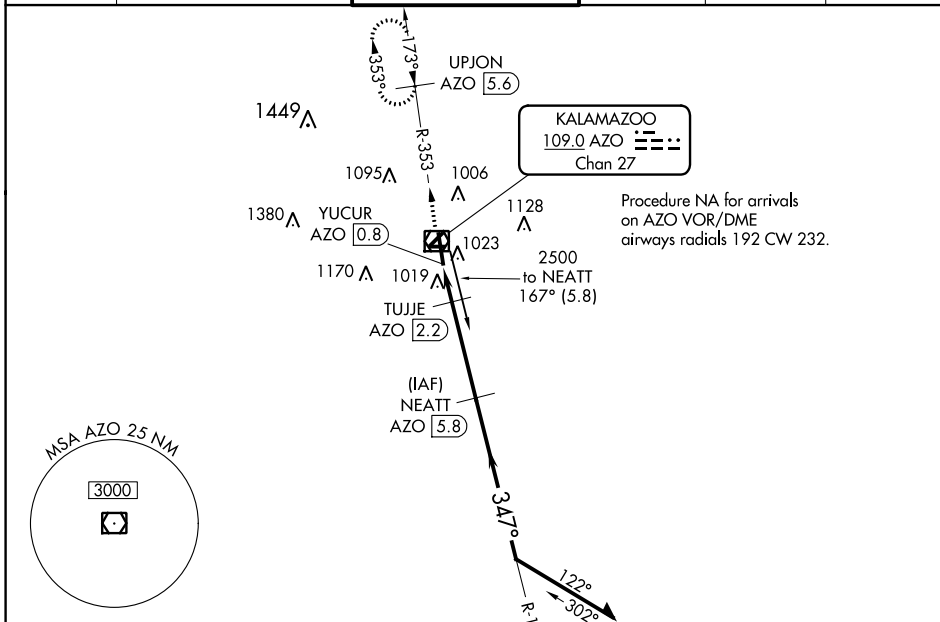 173°
353°
UPJON
AZO 5.6
1449
R-353
KALAMAZOO
109.0 AZO
Chan 27
1095
1006
Procedure NA for arrivals
on AZO VOR/DME
airways radials 192 CW 232.
1380
YUCUR
AZO 0.8
1128
1023
1170
1019
2500
to NEATT
167° (5.8)
TUJJE
AZO 2.2
(IAF)
NEATT
AZO 5.8
MSA AZO 25 NM
3000
347°
122°
302°